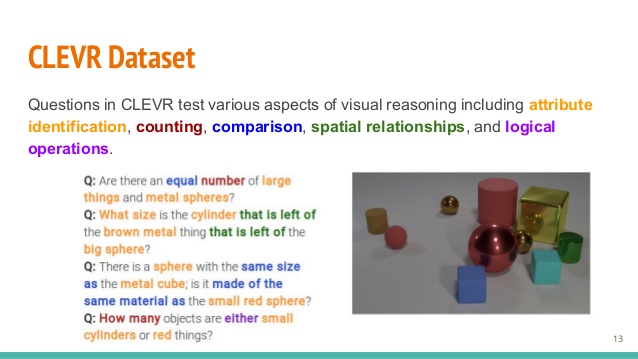 CLEVR Dataset
Questions in CLEVR test various aspects of visual reasoning including attribute
identification, counting, comparison, spatial relationships, and logical
operations.
Q: Are there an equal number of large
things and metal spheres?
Q: What size is the cylinder that is left of
the brown metal thing that is left of the
big sphere?
Q: There is a sphere with the same size
as the metal cube; is it made of the
same material as the small red sphere?
Q: How many objects are either small
cylinders or red things?
13